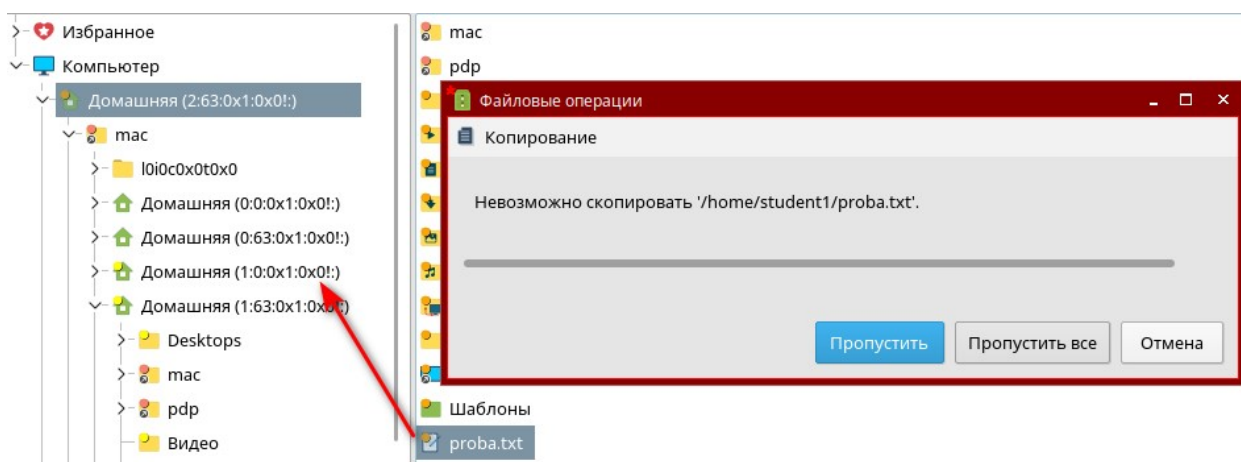 Избранное
Компьютер
Домашняя (2:63:0x1:0x0!:)
mac
l0i0c0x0t0x0
Домашняя (0:0:0x1:0x0!:)
Домашняя (0:63:0x1:0x0!:)
Домашняя (1:0:0x1:0x0!:)
Домашняя (1:63:0x1:0x0!:)
Desktops
mac
pdp
Видео
mac
pdp
Файловые операции
Копирование
Невозможно скопировать '/home/student1/proba.txt'.
Пропустить
Пропустить все
Отмена
Шаблоны
proba.txt